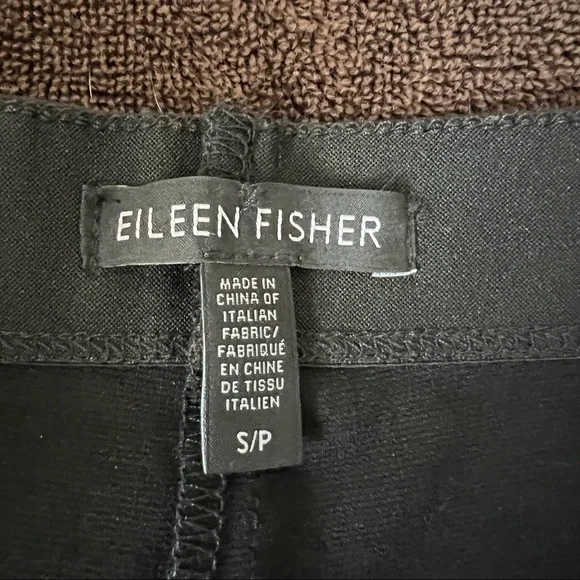 EILEEN FISHER
MADE IN
CHINA OF
ITALIAN
FABRIC/
FABRIQUÉ
EN CHINE
DE TISSU
ITALIEN
S/P